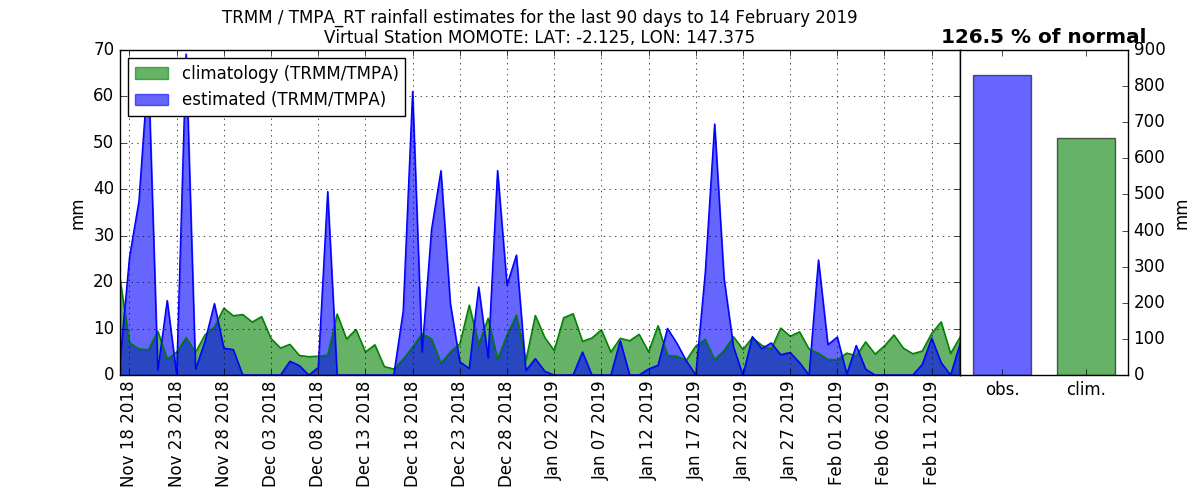 TRMM / TMPA_RT rainfall estimates for the last 90 days to 14 February 2019
Virtual Station MOMOTE: LAT: -2.125, LON: 147.375
126.5 % of normal
climatology (TRMM/TMPA)
estimated (TRMM/TMPA)
70
60
50
40
30
20
10
0
mm
Nov 18 2018
Nov 23 2018
Nov 28 2018
Dec 03 2018
Dec 08 2018
Dec 13 2018
Dec 18 2018
Dec 23 2018
Dec 28 2018
Jan 02 2019
Jan 07 2019
Jan 12 2019
Jan 17 2019
Jan 22 2019
Jan 27 2019
Feb 01 2019
Feb 06 2019
Feb 11 2019
obs.
clim.
900
800
700
600
500
400
300
200
100
0
mm